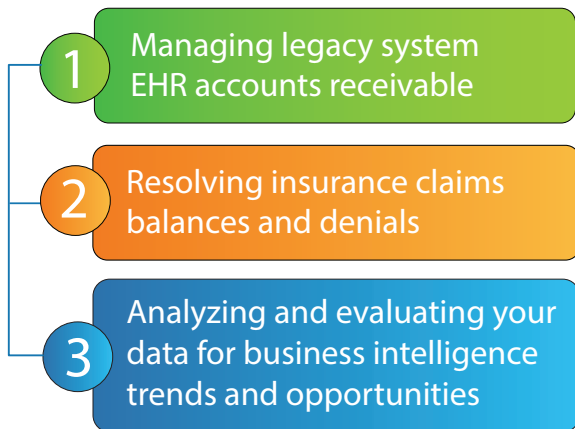 1
Managing legacy system
EHR accounts receivable
2
Resolving insurance claims
balances and denials
3
Analyzing and evaluating your
data for business intelligence
trends and opportunities